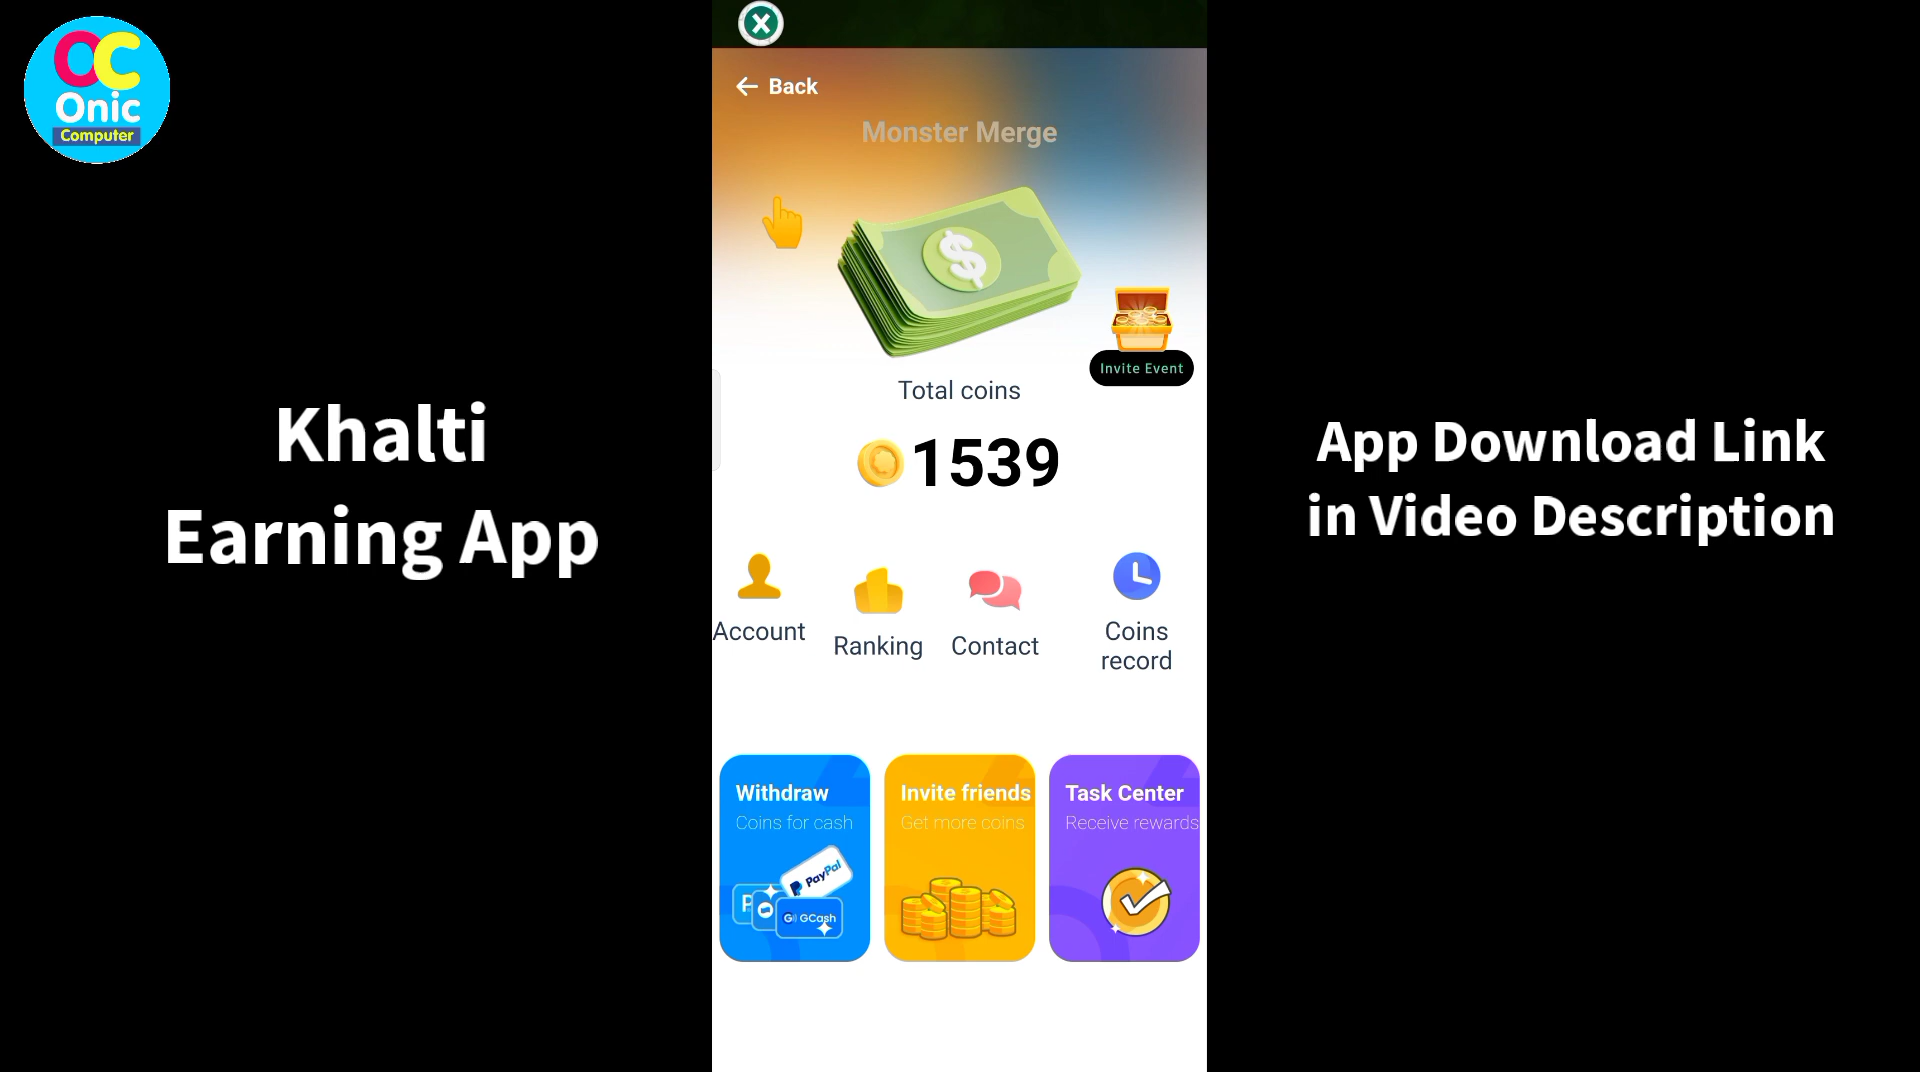 OC
Onic
Computer
Khalti
Earning App
Back
Monster Merge
Invite Event
Total coins
1539
Account
Ranking
Contact
Coins
record
Withdraw
Coins for cash
PayPal
P
GCash
Invite friends
Get more coins
Task Center
Receive rewards
App Download Link
in Video Description